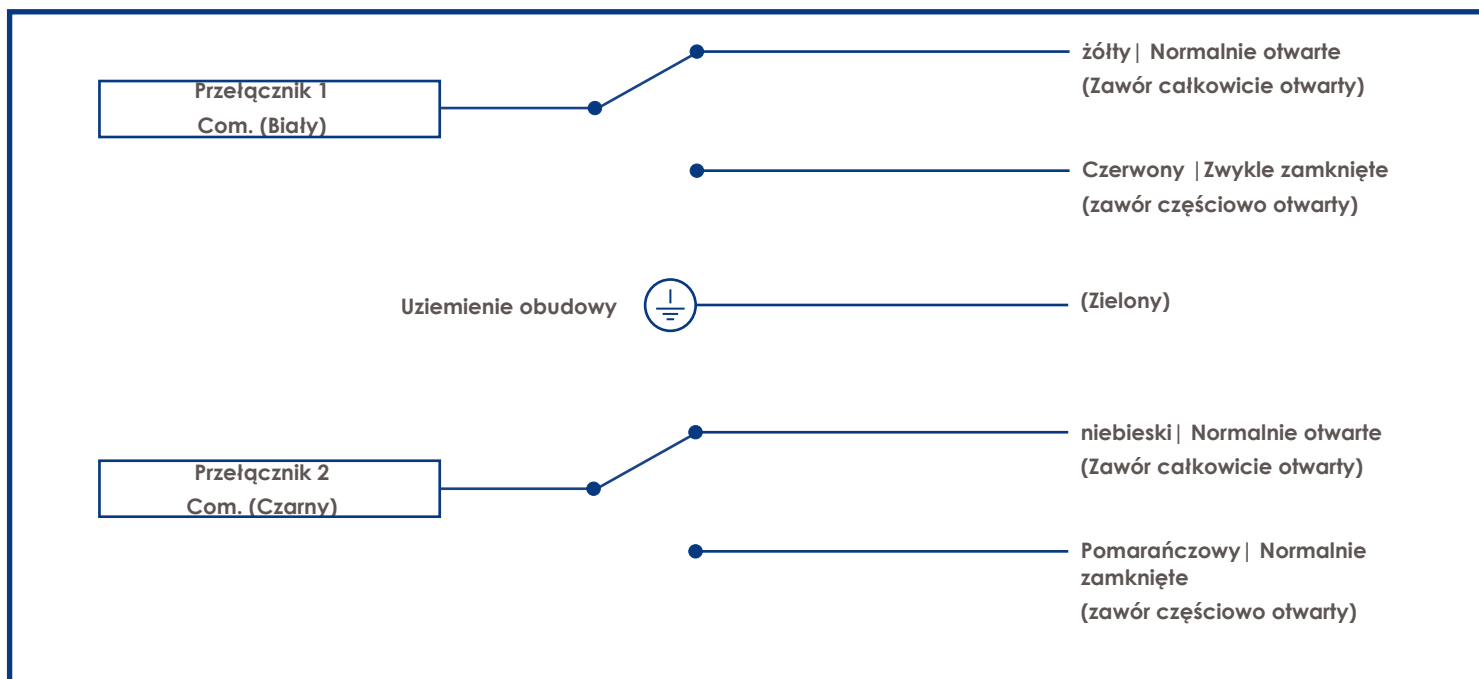 żółty| Normalnie otwarte
(Zawór całkowicie otwarty)
Przełącznik 1
Com. (Biały)
Czerwony |Zwykle zamknięte
(zawór częściowo otwarty)
Uziemienie obudowy
(Zielony)
niebieski| Normalnie otwarte
(Zawór całkowicie otwarty)
Przełącznik 2
Com. (Czarny)
Pomarańczowy| Normalnie
zamknięte
(zawór częściowo otwarty)